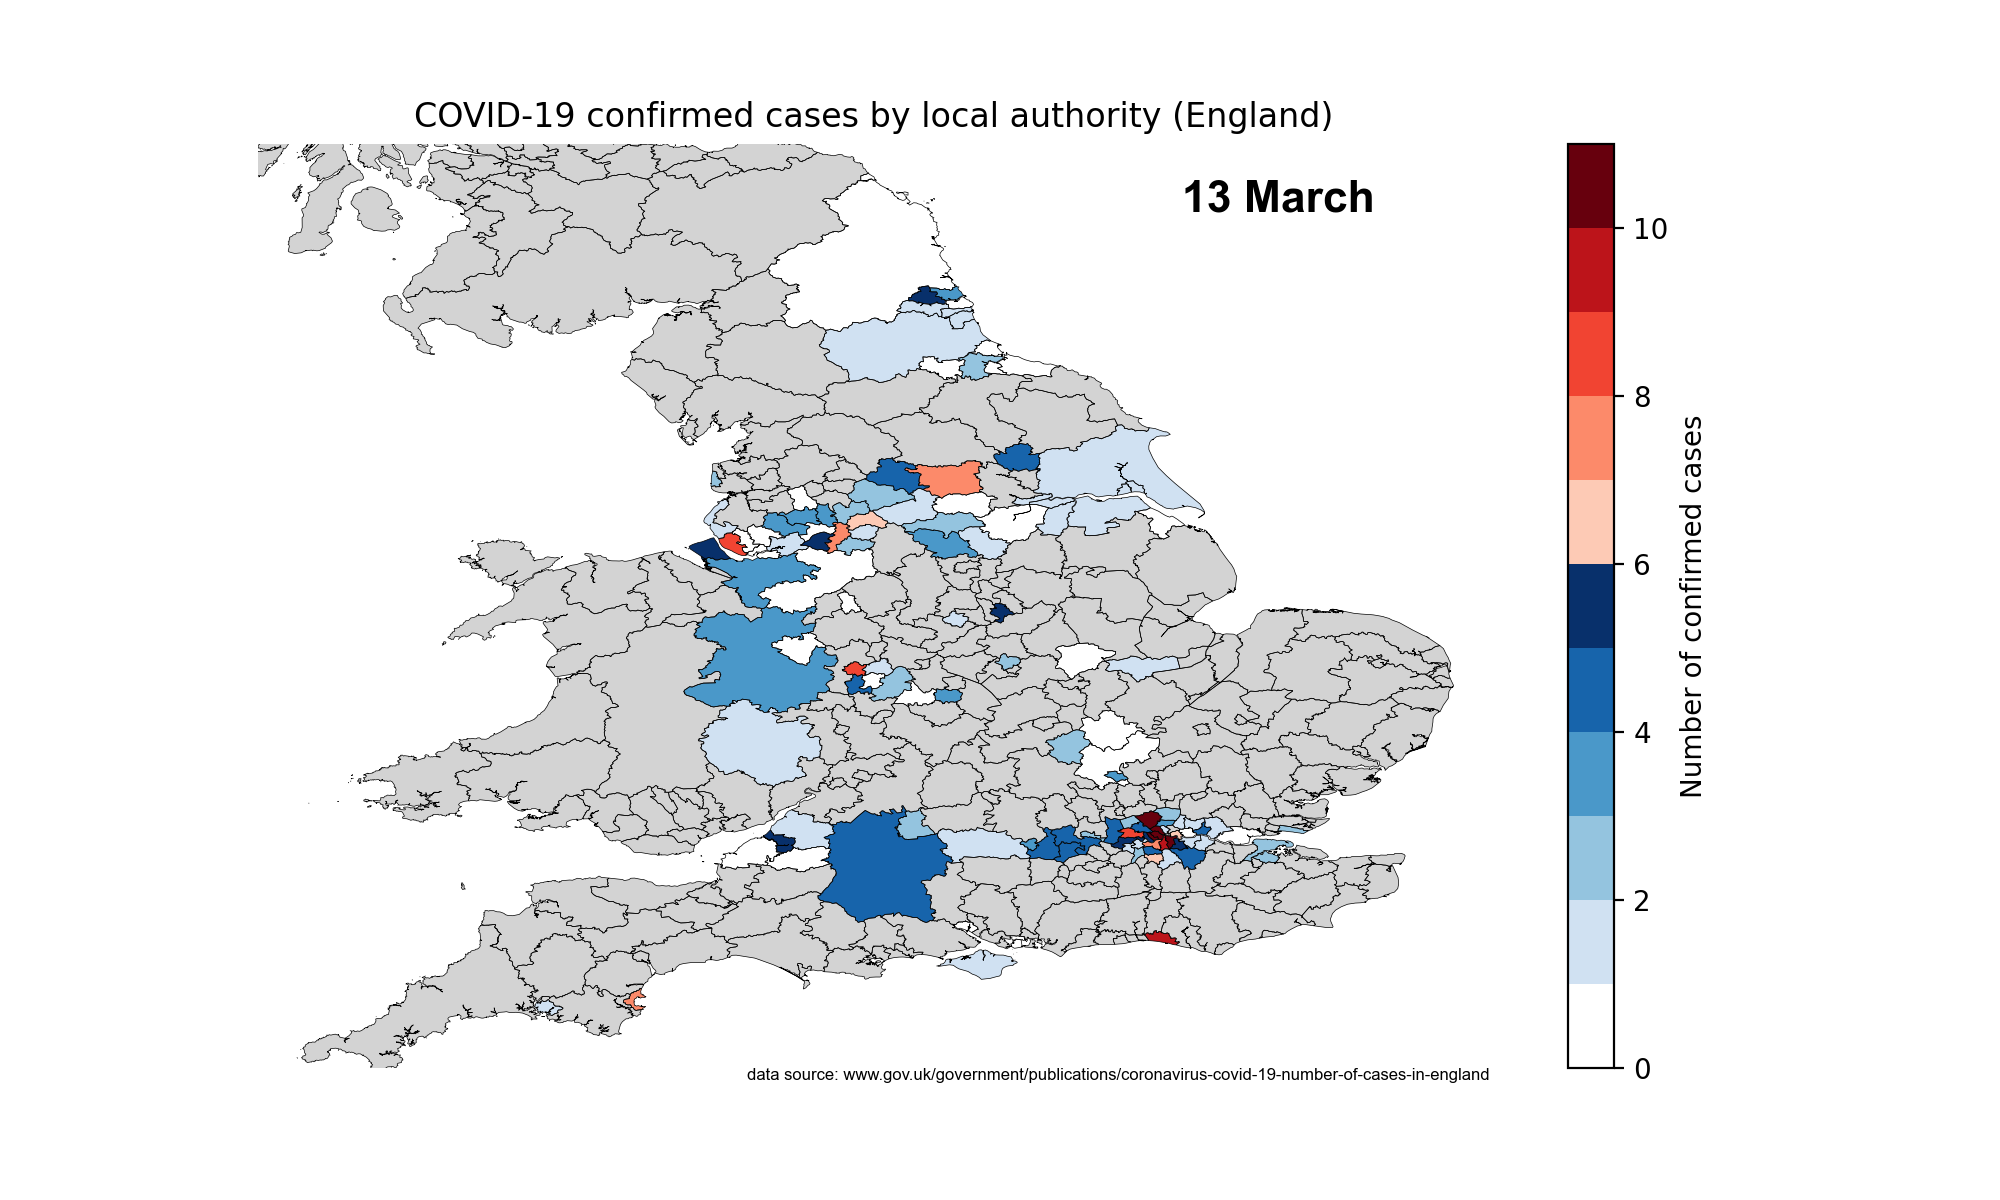 COVID-19 confirmed cases by local authority (England)
13 March
10
8
6
4
2
0
Number of confirmed cases
data source: www.gov.uk/government/publications/coronavirus-covid-19-number-of-cases-in-england